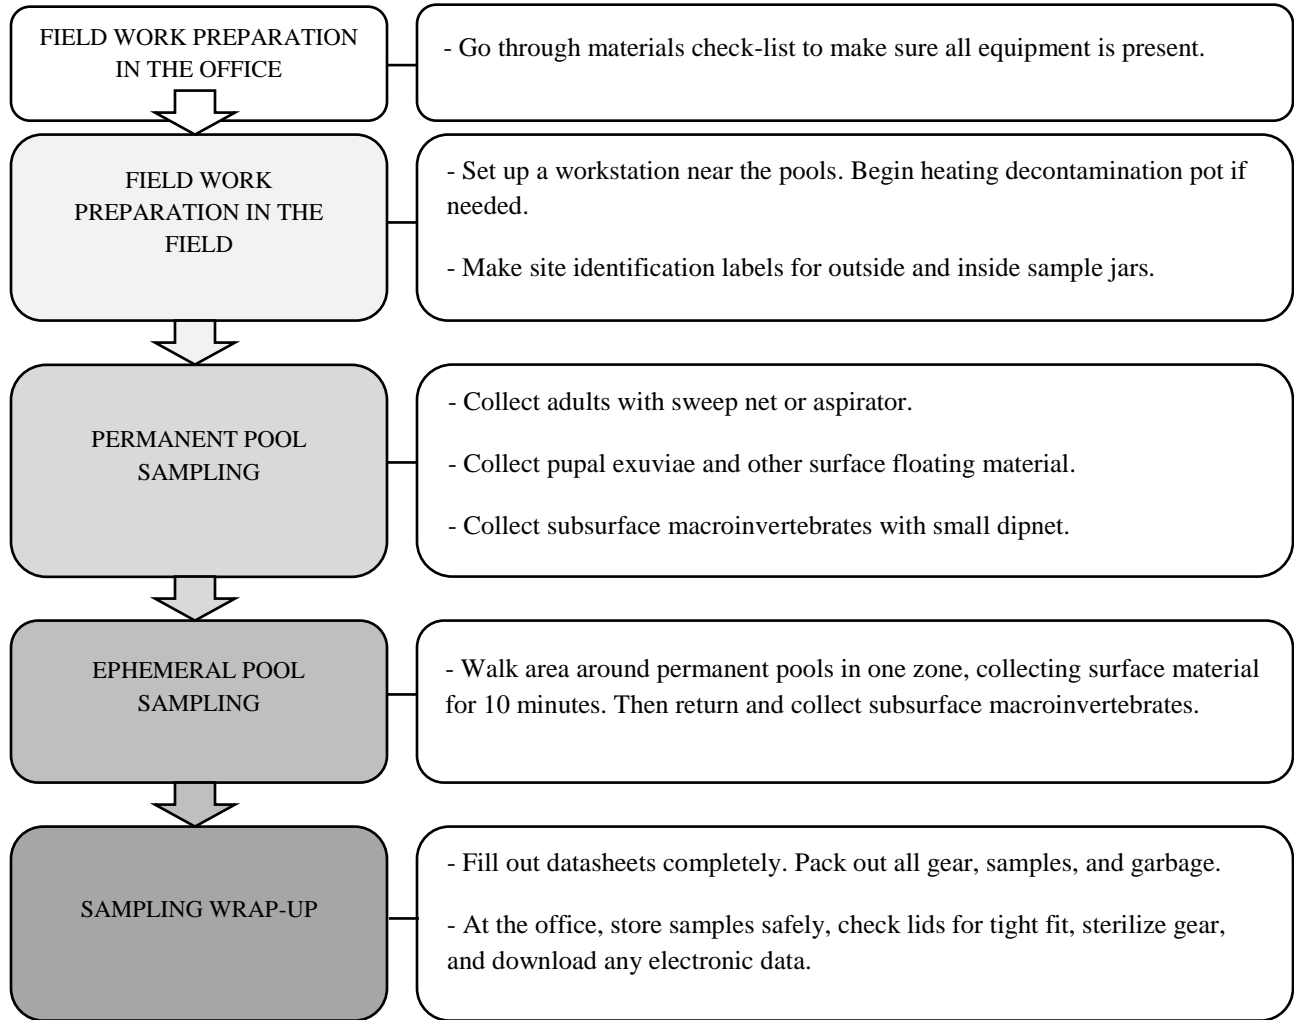 FIELD WORK PREPARATION
IN THE OFFICE
- Go through materials check-list to make sure all equipment is present.
FIELD WORK
PREPARATION IN THE
FIELD
- Set up a workstation near the pools. Begin heating decontamination pot if
needed.
- Make site identification labels for outside and inside sample jars.
PERMANENT POOL
SAMPLING
- Collect adults with sweep net or aspirator.
- Collect pupal exuviae and other surface floating material.
- Collect subsurface macroinvertebrates with small dipnet.
EPHEMERAL POOL
SAMPLING
- Walk area around permanent pools in one zone, collecting surface material
for 10 minutes. Then return and collect subsurface macroinvertebrates.
SAMPLING WRAP-UP
- Fill out datasheets completely. Pack out all gear, samples, and garbage.
- At the office, store samples safely, check lids for tight fit, sterilize gear,
and download any electronic data.